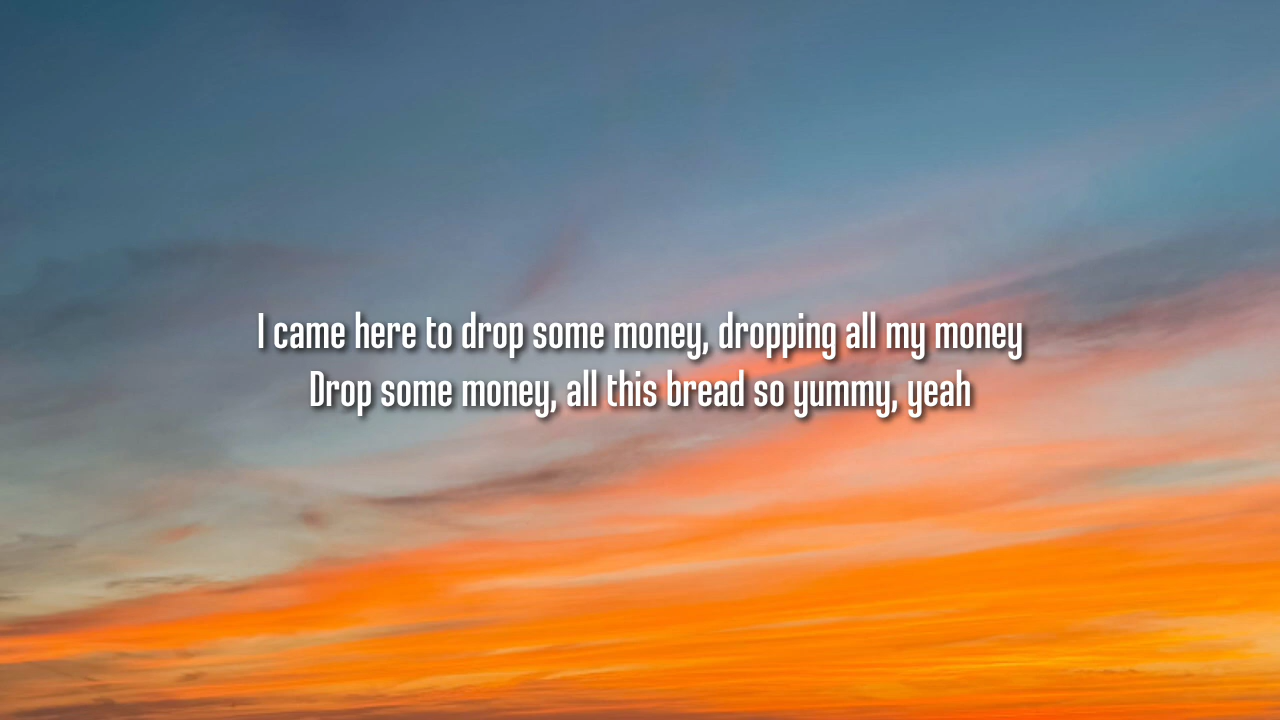 I came here to drop some money, dropping all my money
Drop some money, all this bread so yummy, yeah